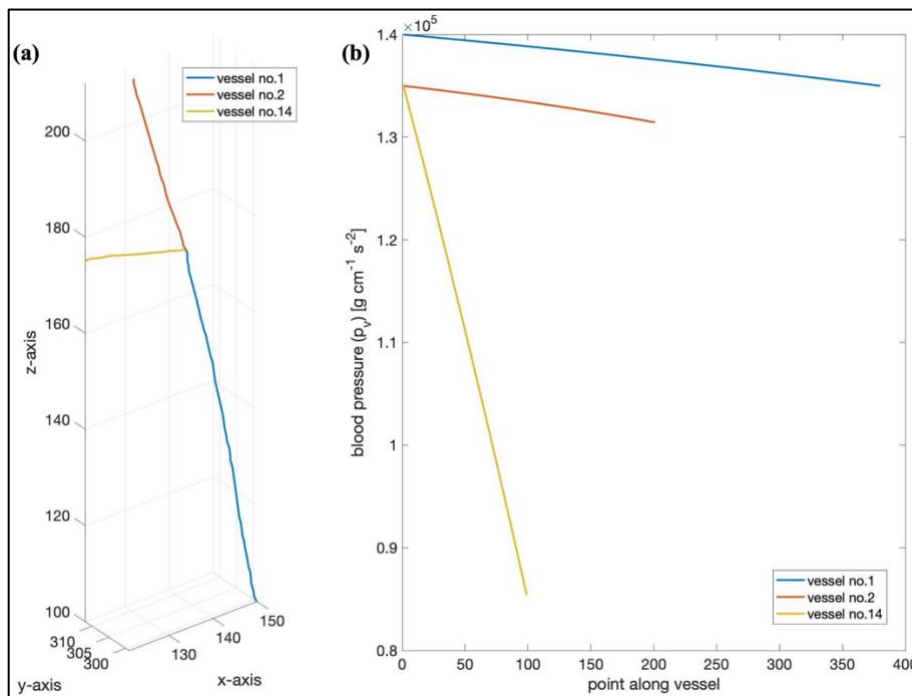 (a)
vessel no.1
vessel no.2
vessel no.14
200
180
160
140
120
100
z-axis
310
305
300
y-axis
130
140
150
x-axis
(b)
×10⁵
1.4
1.3
1.2
1.1
1
0.9
0.8
blood pressure (pᵥ) [g cm⁻¹ s⁻²]
vessel no.1
vessel no.2
vessel no.14
0
50
100
150
200
250
300
350
400
point along vessel